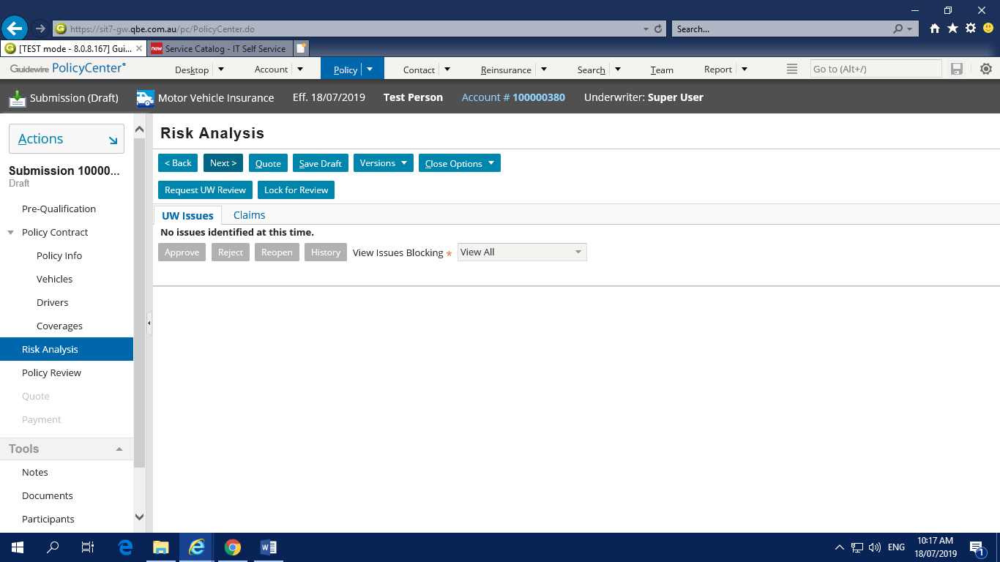 https://sit7-gw.qbe.com.au/pc/PolicyCenter.do
Search...
[TEST mode - 8.0.8.167] Gui...
now
Service Catalog - IT Self Service
Guidewire PolicyCenter
Desktop
Account
Policy
Contact
Reinsurance
Search
Team
Report
Go to (Alt+/)
Submission (Draft)
Motor Vehicle Insurance
Eff. 18/07/2019
Test Person
Account # 100000380
Underwriter: Super User
Actions
Submission 10000...
Draft
Pre-Qualification
Policy Contract
Policy Info
Vehicles
Drivers
Coverages
Risk Analysis
Policy Review
Quote
Payment
Tools
Notes
Documents
Participants
Risk Analysis
< Back
Next >
Quote
Save Draft
Versions
Close Options
Request UW Review
Lock for Review
UW Issues
Claims
No issues identified at this time.
Approve
Reject
Reopen
History
View Issues Blocking *
View All
ENG
10:17 AM
18/07/2019
1